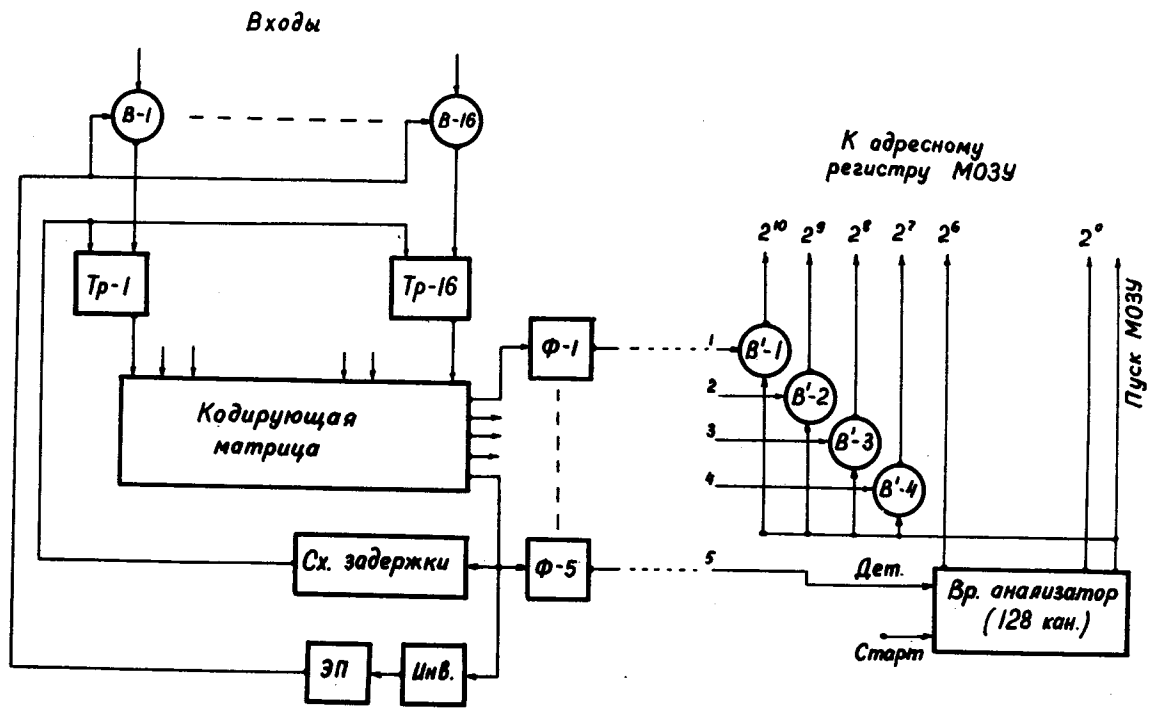 Входы
В-1
В-16
К адресному
регистру МОЗУ
2¹⁰ 2⁹ 2⁸ 2⁷ 2⁶ 2⁰
Пуск МОЗУ
Тр-1
Тр-16
Ф-1
1
В'-1
2
В'-2
3
В'-3
4
В'-4
Кодирующая
матрица
Сх. задержки
Ф-5
5
Дет.
Вр. анализатор
(128 кан.)
Старт
ЭП
Инв.